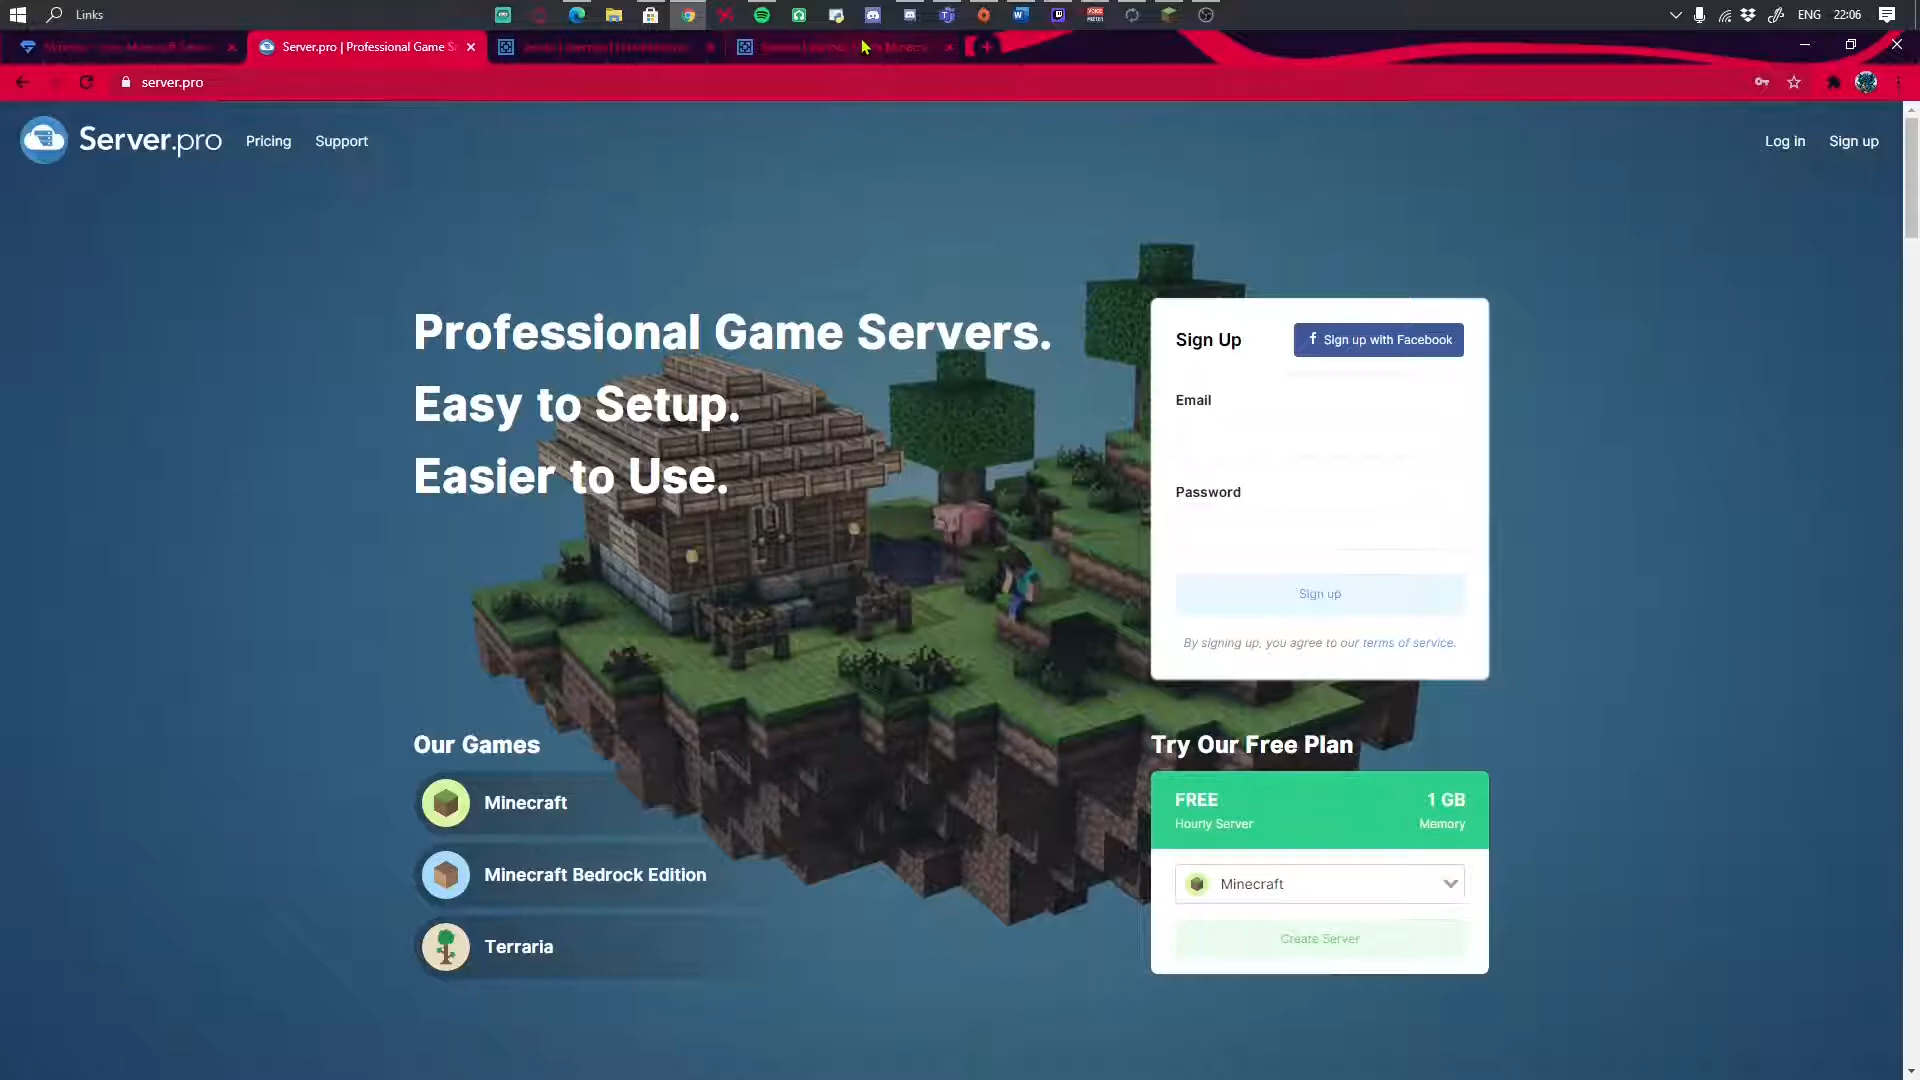 Links
ENG 22:06
Server.pro | Professional Game S
server.pro
Server.pro Pricing Support Log in Sign up
Professional Game Servers.
Easy to Setup.
Easier to Use.
Sign Up
Sign up with Facebook
Email
Password
Sign up
By signing up, you agree to our terms of service.
Our Games
Minecraft
Minecraft Bedrock Edition
Terraria
Try Our Free Plan
FREE 1 GB
Hourly Server Memory
Minecraft
Create Server